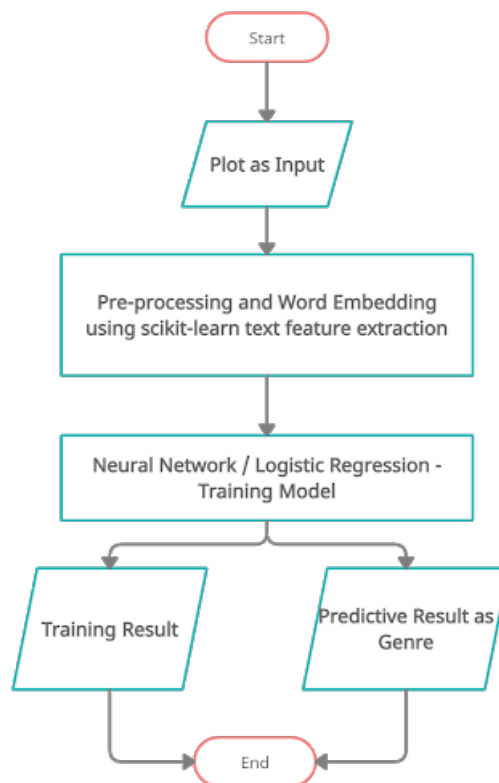 Start
Plot as Input
Pre-processing and Word Embedding
using scikit-learn text feature extraction
Neural Network / Logistic Regression -
Training Model
Training Result
Predictive Result as
Genre
End